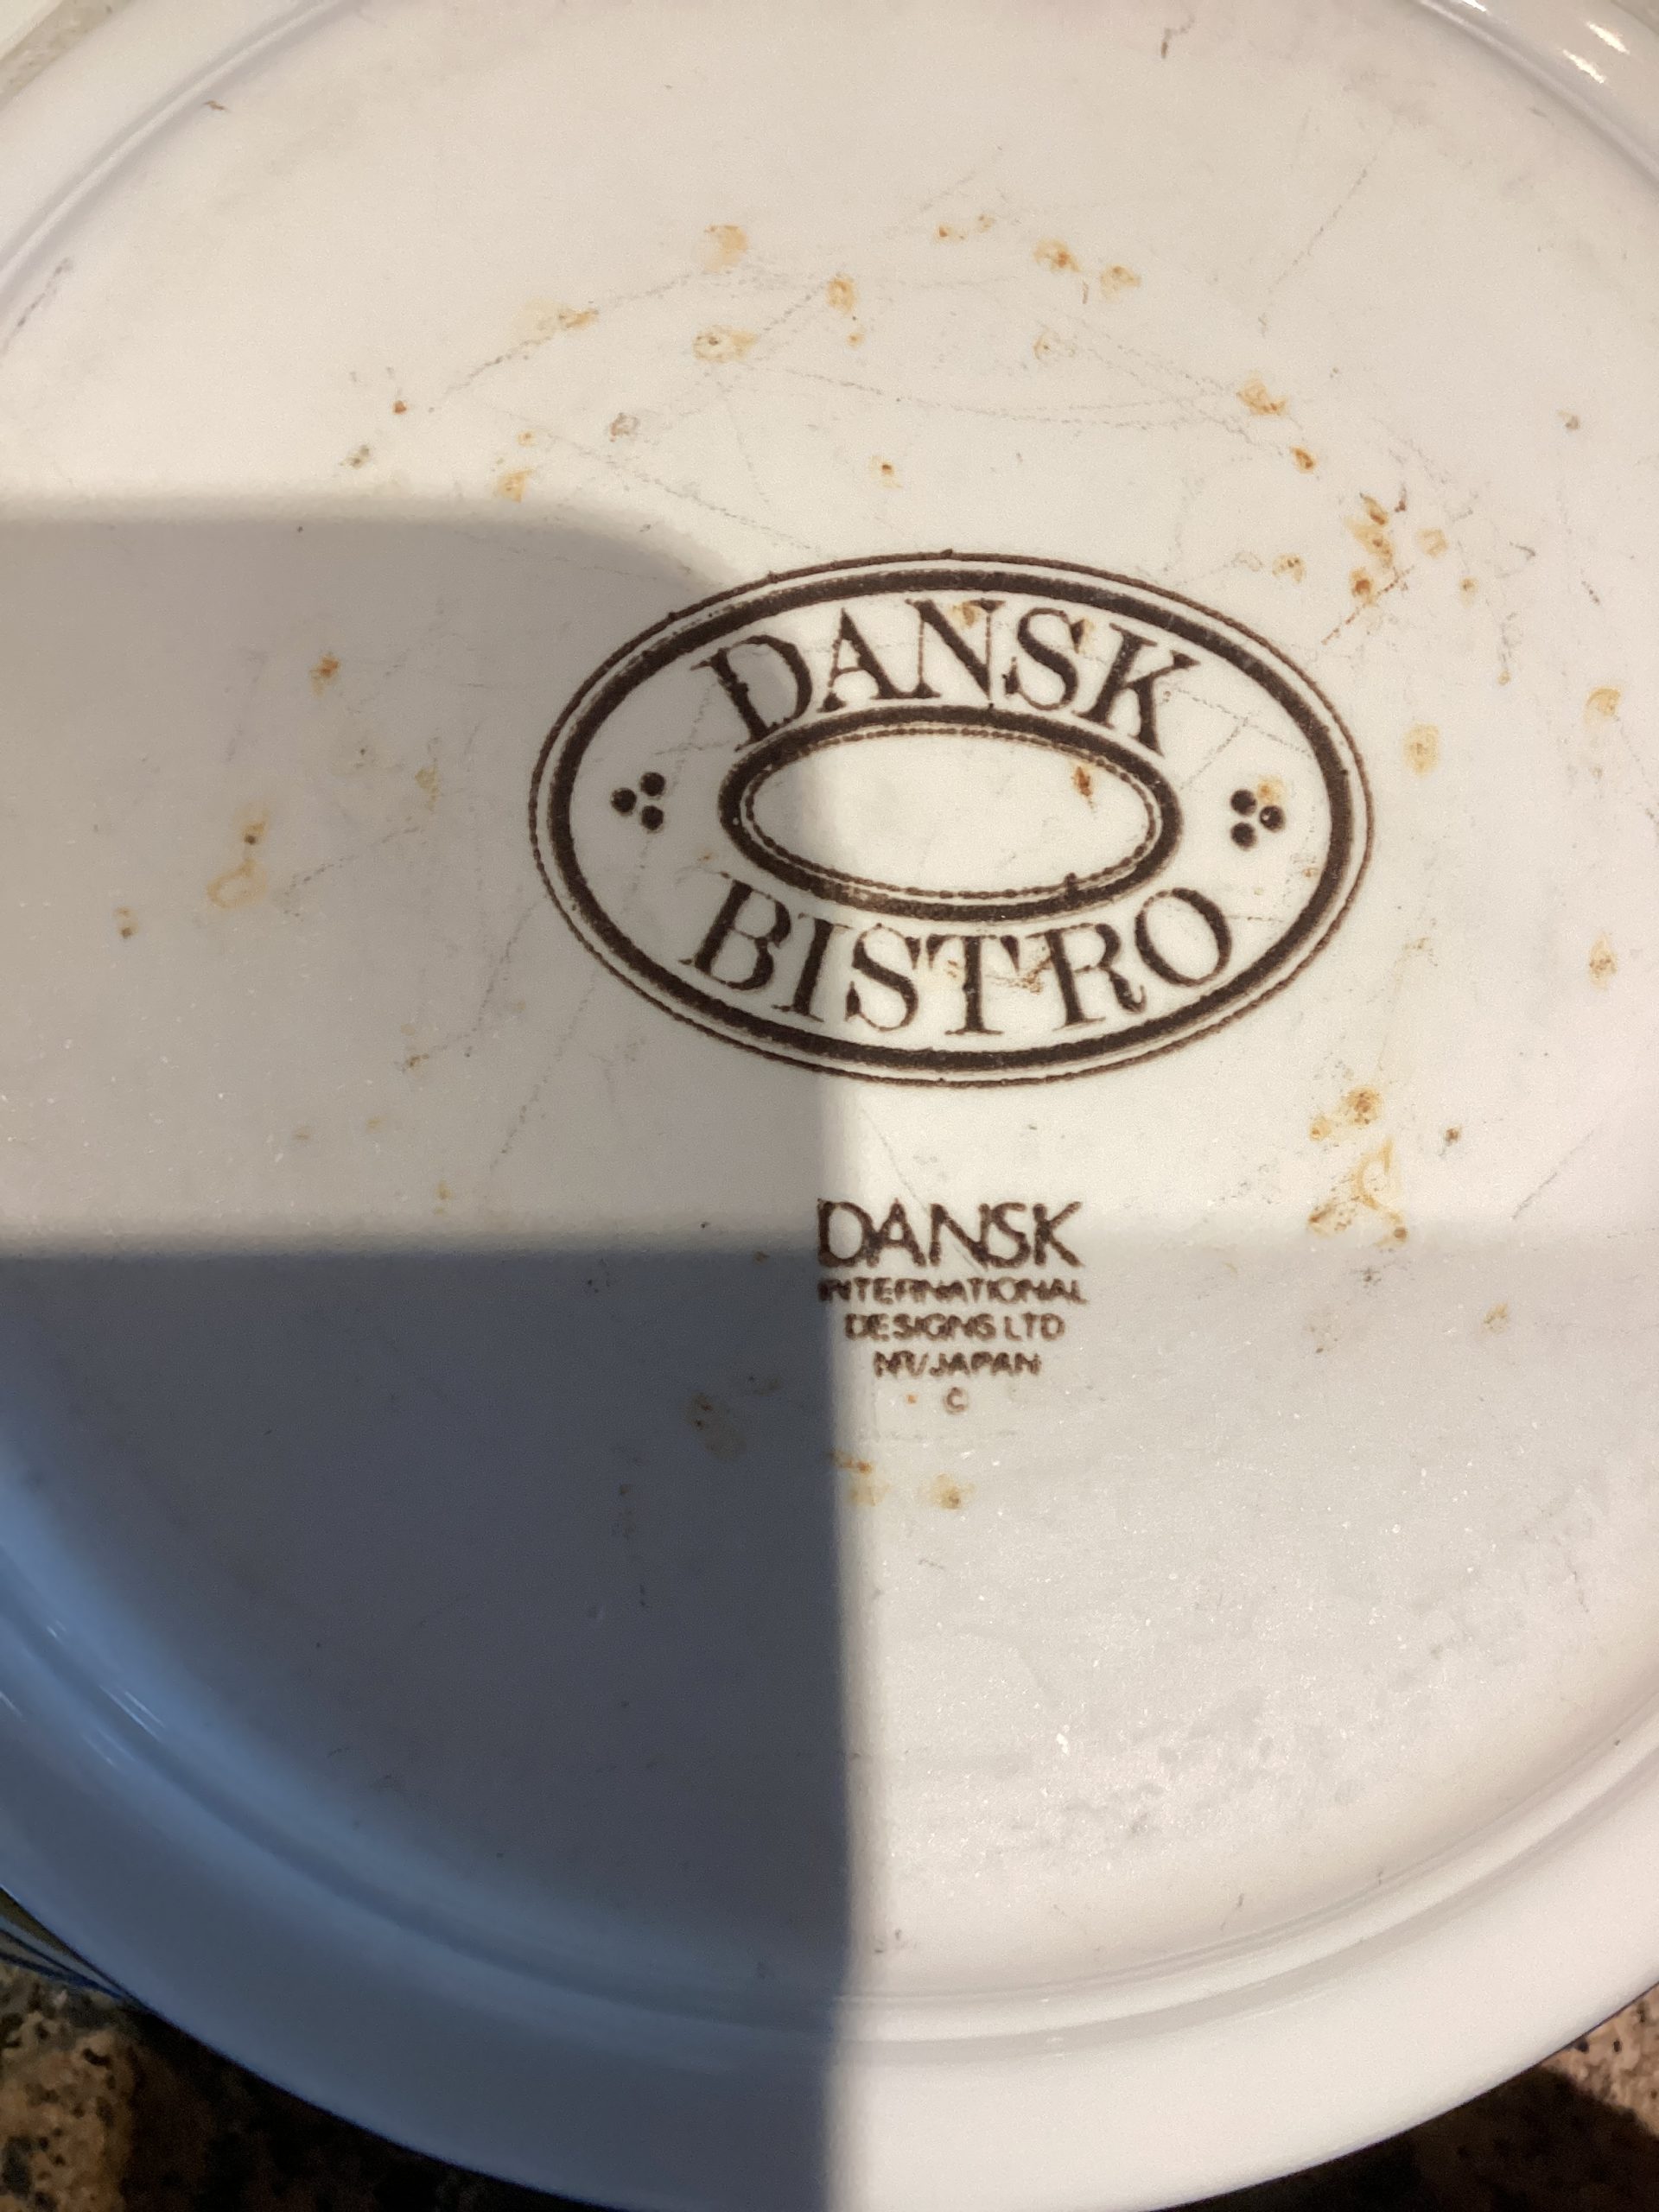 DANSK
BISTRO
DANSK
INTERNATIONAL
DESIGNS LTD
NY/JAPAN
©